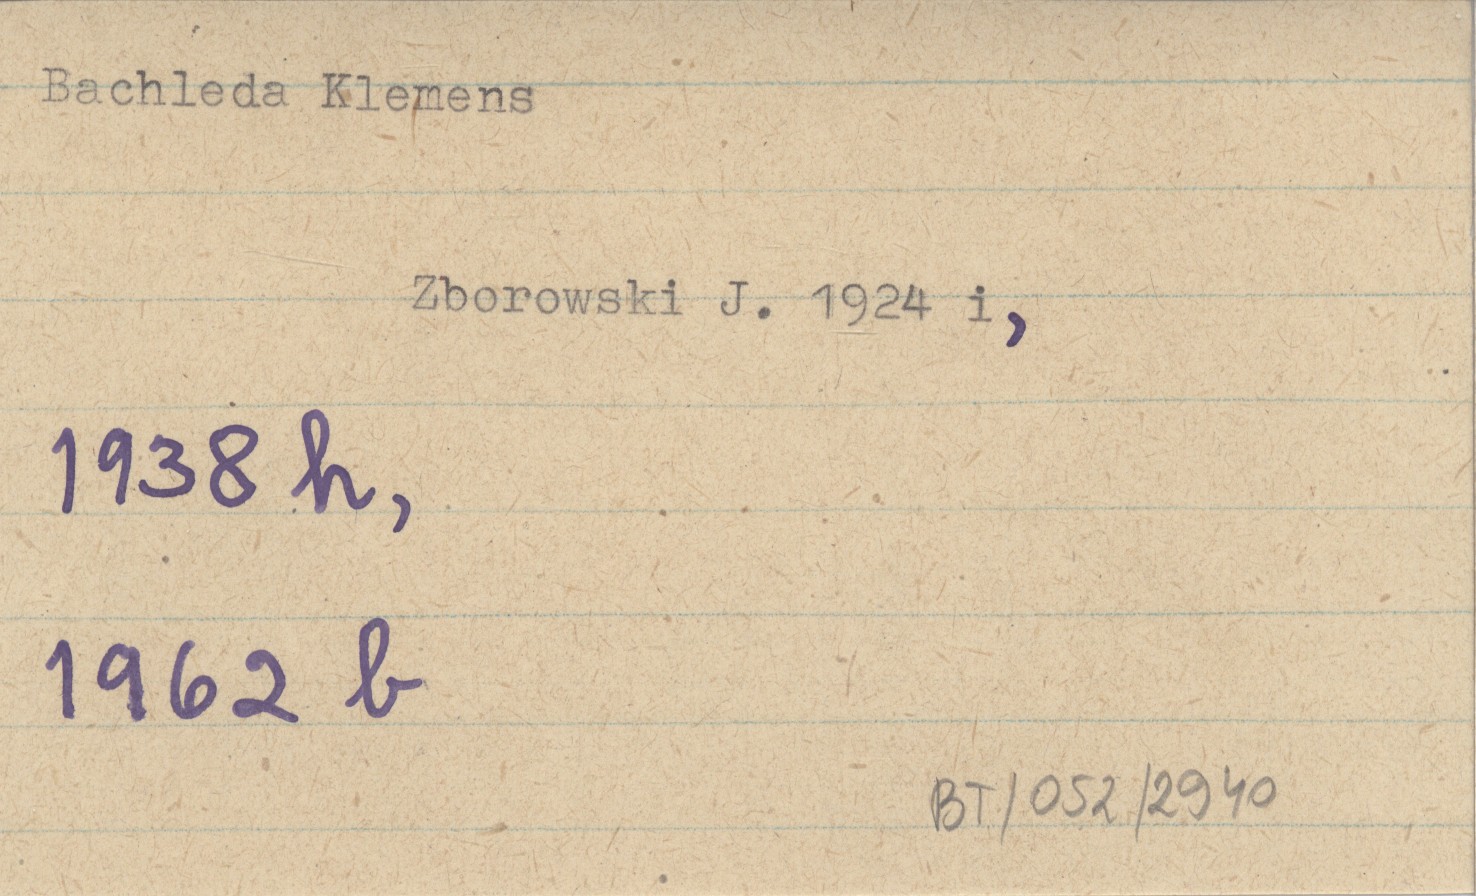 Bachleda Klemens
Zborowski J. 1924 i,
1938 h,
1962 b
BT/052/2940